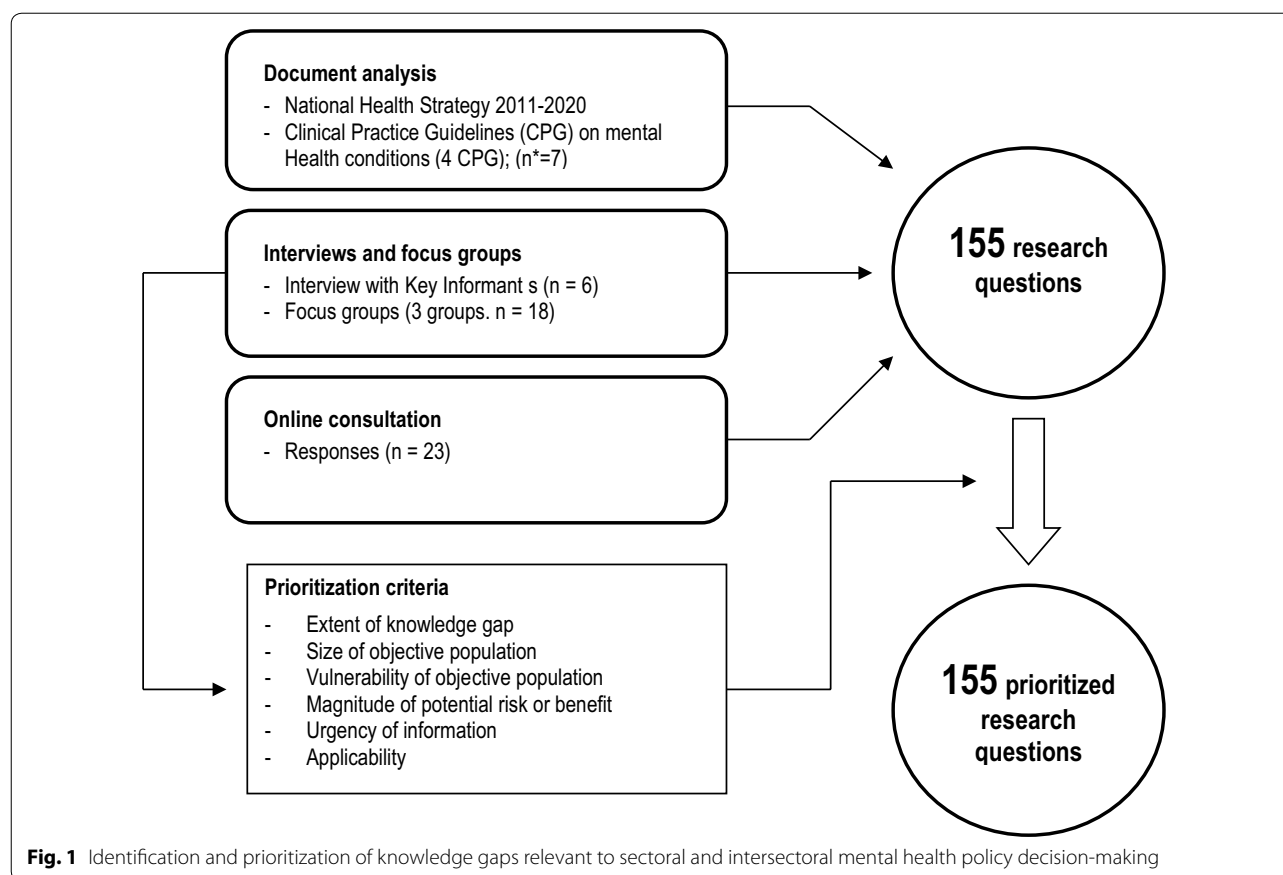 Document analysis
- National Health Strategy 2011-2020
- Clinical Practice Guidelines (CPG) on mental
Health conditions (4 CPG); (n*=7)
Interviews and focus groups
- Interview with Key Informant s (n = 6)
- Focus groups (3 groups. n = 18)
Online consultation
- Responses (n = 23)
155 research
questions
Prioritization criteria
- Extent of knowledge gap
- Size of objective population
- Vulnerability of objective population
- Magnitude of potential risk or benefit
- Urgency of information
- Applicability
155 prioritized
research
questions
Fig. 1 Identification and prioritization of knowledge gaps relevant to sectoral and intersectoral mental health policy decision-making